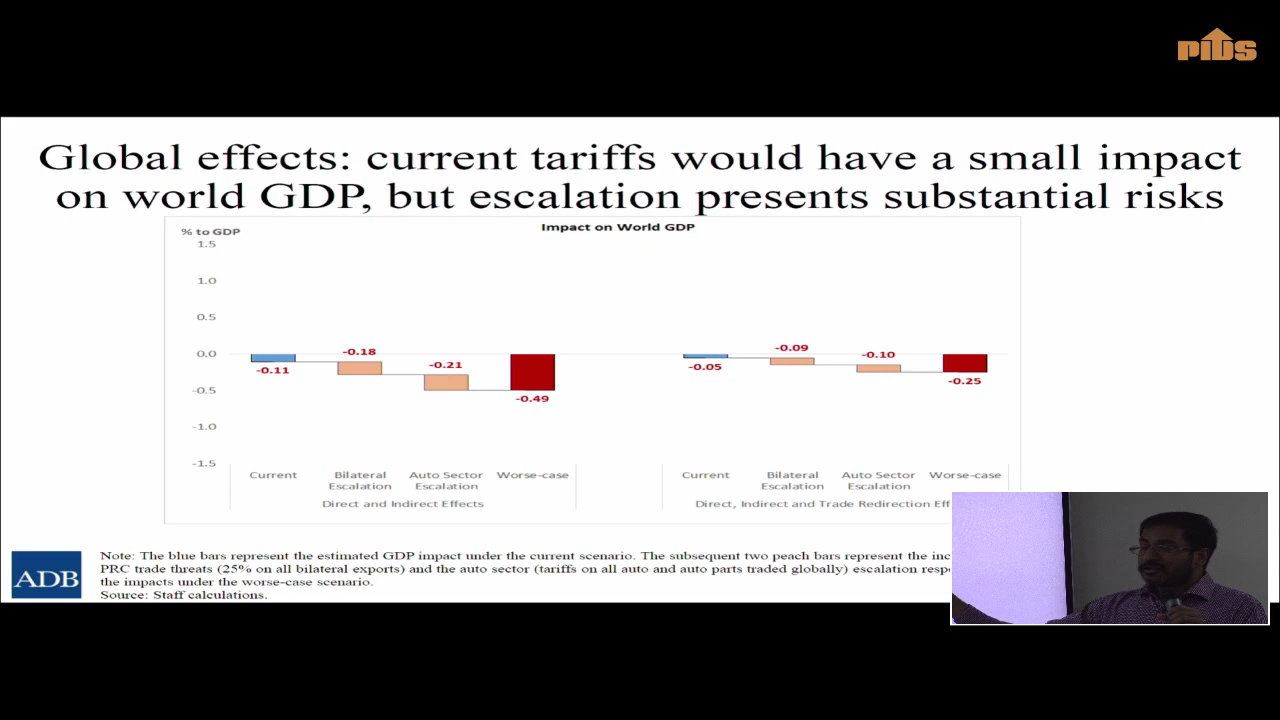 PIDS
Global effects: current tariffs would have a small impact
on world GDP, but escalation presents substantial risks
Impact on World GDP
% to GDP
1.5
1.0
0.5
0.0
-0.5
-1.0
-1.5
-0.11
-0.18
-0.21
-0.49
-0.05
-0.09
-0.10
-0.25
Current
Bilateral
Escalation
Auto Sector
Escalation
Worse-case
Current
Bilateral
Escalation
Auto Sector
Escalation
Worse-case
Direct and Indirect Effects
Direct, Indirect and Trade Redirection
ADB
Note: The blue bars represent the estimated GDP impact under the current scenario. The subsequent two peach bars represent the
PRC trade threats (25% on all bilateral exports) and the auto sector (tariffs on all auto and auto parts traded globally) escalation
the impacts under the worse-case scenario.
Source: Staff calculations.